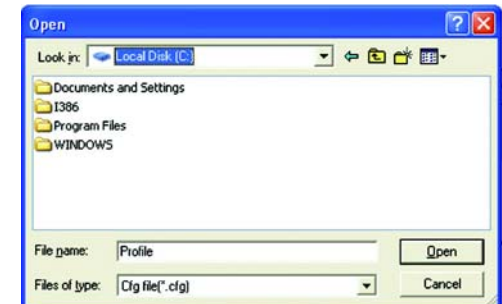 Open
Look in: Local Disk (C:)
Documents and Settings
I386
Program Files
WINDOWS
File name: Profile Open
Files of type: Cfg file(*.cfg) Cancel